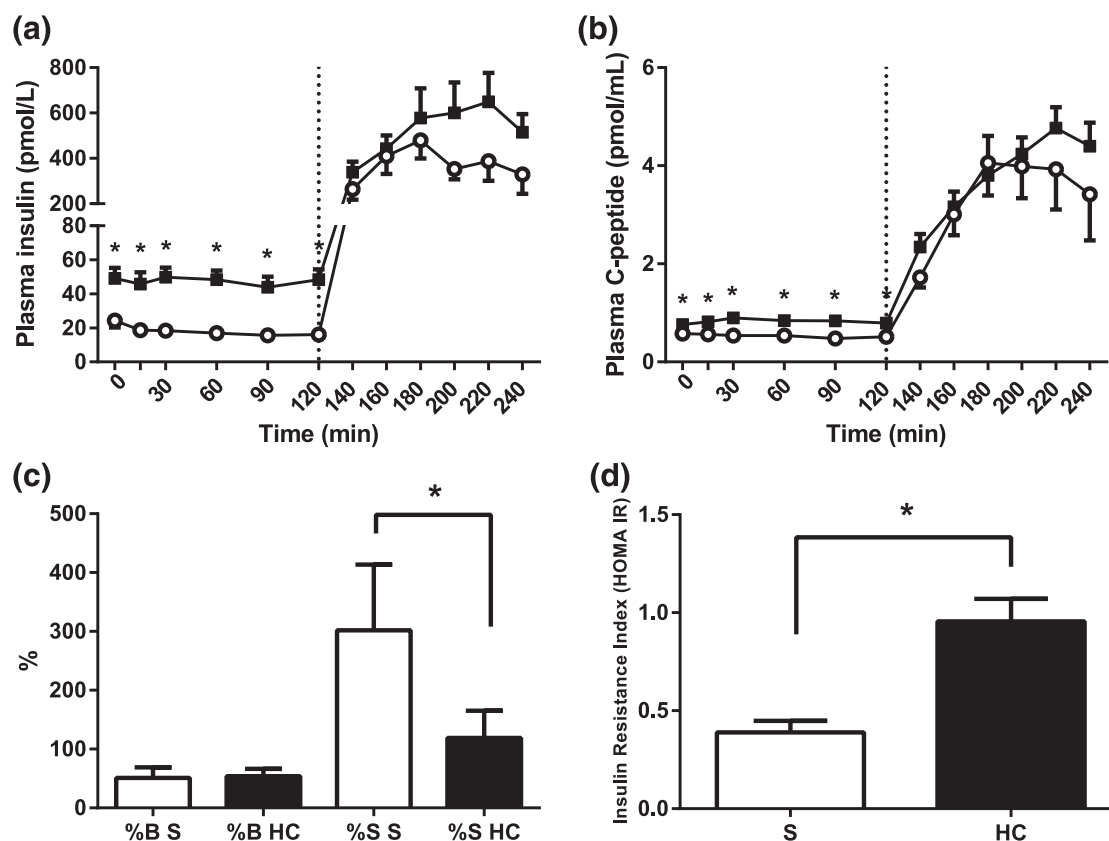 (a)
Plasma insulin (pmol/L)
800
600
400
200
80
60
40
20
0
* * * * * *
0 30 60 90 120 140 160 180 200 220 240
Time (min)
(b)
Plasma C-peptide (pmol/mL)
6
4
2
0
* * * * * *
0 30 60 90 120 140 160 180 200 220 240
Time (min)
(c)
%
500
400
300
200
100
0
*
%B S %B HC %S S %S HC
(d)
Insulin Resistance Index (HOMA IR)
1.5
1.0
0.5
0.0
*
S HC